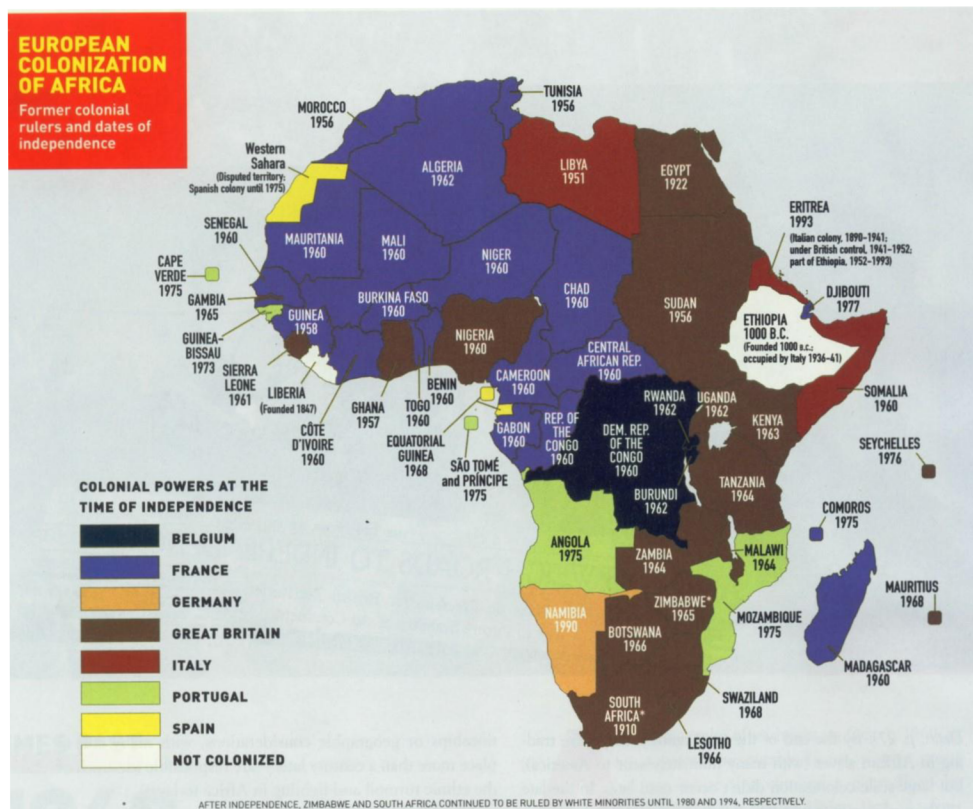 EUROPEAN
COLONIZATION
OF AFRICA
Former colonial
rulers and dates of
independence
MOROCCO
1956
TUNISIA
1956
Western
Sahara
(Disputed territory;
Spanish colony until 1975)
ALGERIA
1962
LIBYA
1951
EGYPT
1922
SENEGAL
1960
MAURITANIA
1960
MALI
1960
NIGER
1960
CHAD
1960
SUDAN
1956
ERITREA
1993
(Italian colony, 1890–1941;
under British control, 1941–1952;
part of Ethiopia, 1952–1993)
CAPE
VERDE
1975
GAMBIA
1965
GUINEA-
BISSAU
1973
GUINEA
1958
BURKINA FASO
1960
NIGERIA
1960
DJIBOUTI
1977
ETHIOPIA
1000 B.C.
(Founded 1000 B.C.;
occupied by Italy 1936–41)
SIERRA
LEONE
1961
LIBERIA
(Founded 1847)
CÔTE
D'IVOIRE
1960
GHANA
1957
TOGO
1960
BENIN
1960
CAMEROON
1960
CENTRAL
AFRICAN REP.
1960
EQUATORIAL
GUINEA
1968
SÃO TOMÉ
and PRÍNCIPE
1975
GABON
1960
REP. OF
THE
CONGO
1960
DEM. REP.
OF THE
CONGO
1960
RWANDA
1962
UGANDA
1962
KENYA
1963
SOMALIA
1960
BURUNDI
1962
TANZANIA
1964
SEYCHELLES
1976
COMOROS
1975
ANGOLA
1975
ZAMBIA
1964
MALAWI
1964
MAURITIUS
1968
NAMIBIA
1990
BOTSWANA
1966
ZIMBABWE*
1965
MOZAMBIQUE
1975
MADAGASCAR
1960
SOUTH
AFRICA*
1910
SWAZILAND
1968
LESOTHO
1966
COLONIAL POWERS AT THE
TIME OF INDEPENDENCE
BELGIUM
FRANCE
GERMANY
GREAT BRITAIN
ITALY
PORTUGAL
SPAIN
NOT COLONIZED
* AFTER INDEPENDENCE, ZIMBABWE AND SOUTH AFRICA CONTINUED TO BE RULED BY WHITE MINORITIES UNTIL 1980 AND 1994, RESPECTIVELY.